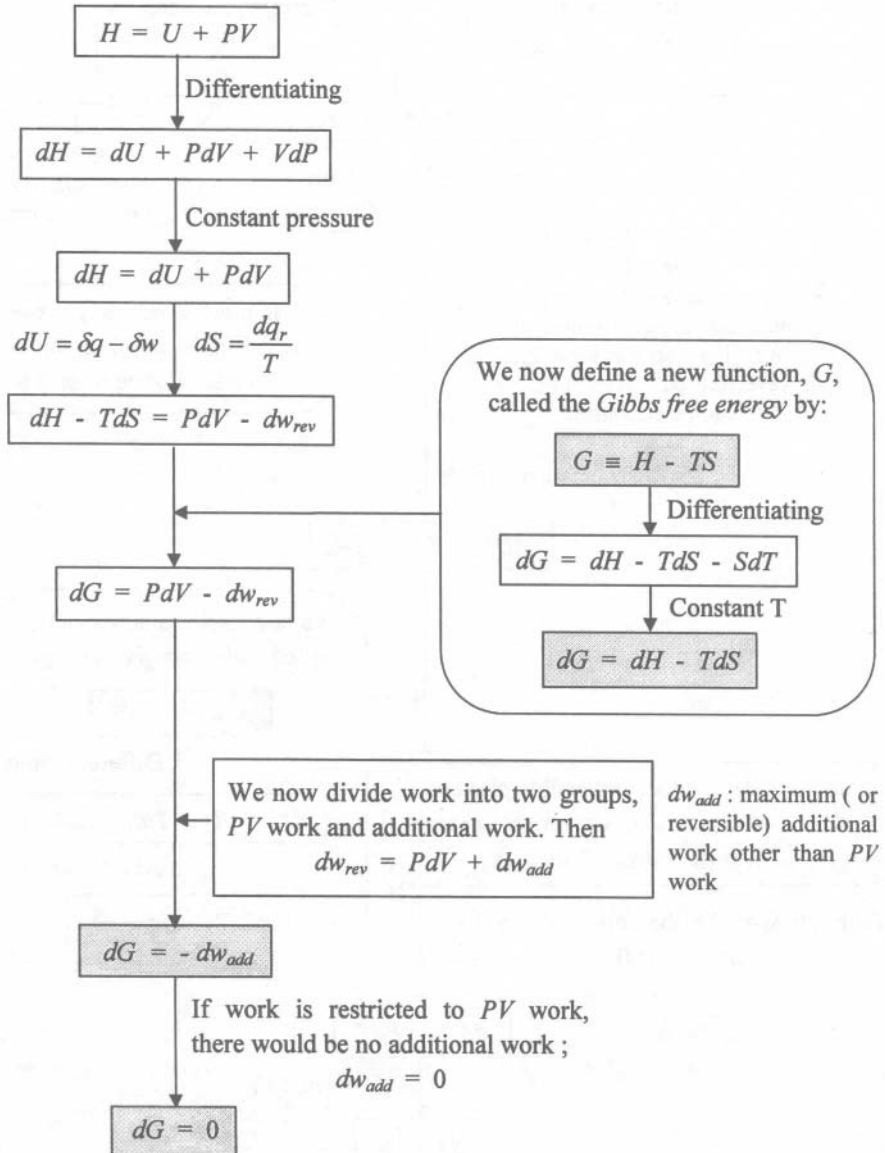 H = U + PV
Differentiating
dH = dU + PdV + VdP
Constant pressure
dH = dU + PdV
dU = δq − δw    dS = dq_r / T
dH - TdS = PdV - dw_rev
We now define a new function, G,
called the Gibbs free energy by:
G ≡ H - TS
Differentiating
dG = dH - TdS - SdT
Constant T
dG = dH - TdS
dG = PdV - dw_rev
We now divide work into two groups,
PV work and additional work. Then
dw_rev = PdV + dw_add
dw_add : maximum ( or
reversible) additional
work other than PV
work
dG = - dw_add
If work is restricted to PV work,
there would be no additional work ;
dw_add = 0
dG = 0